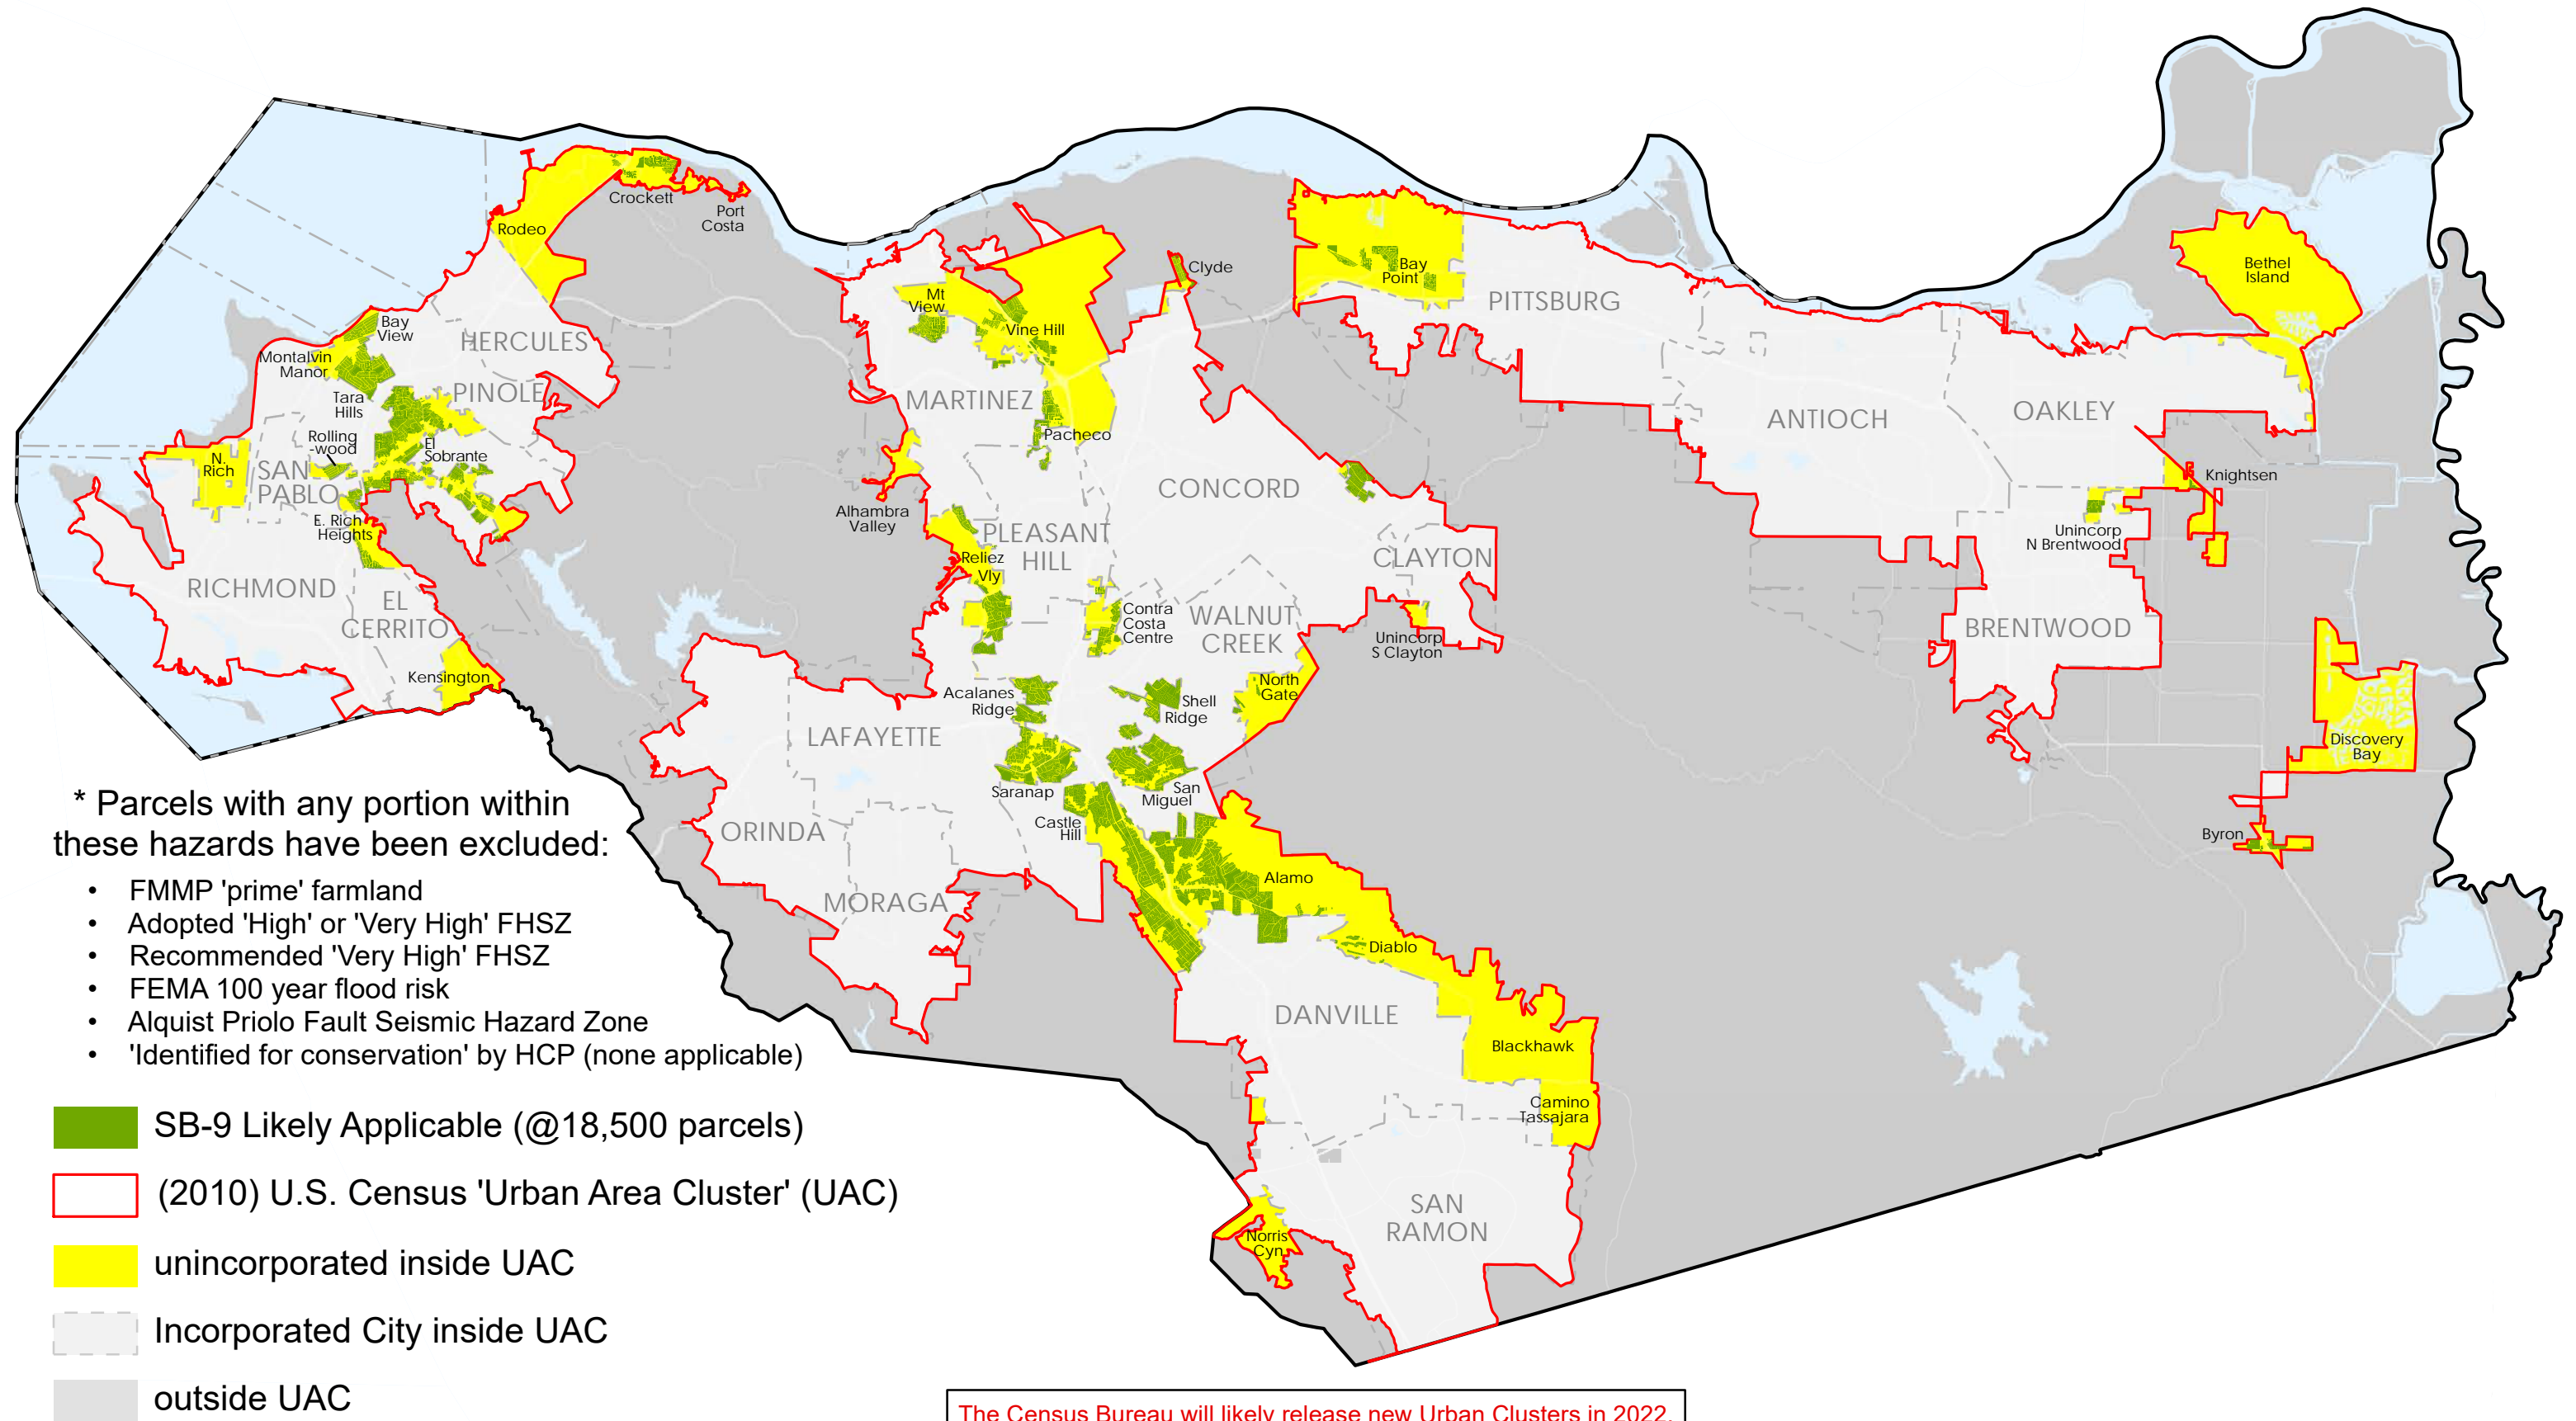 Crockett
Port
Costa
Rodeo
Clyde
Bay
Point
PITTSBURG
Bethel
Island
Mt
View
Vine Hill
Bay
View
HERCULES
Montalvin
Manor
PINOLE
Tara
Hills
MARTINEZ
ANTIOCH
OAKLEY
Rolling
-wood
El
Sobrante
Pacheco
N.
Rich
SAN
PABLO
Knightsen
CONCORD
Alhambra
Valley
E. Rich
Heights
PLEASANT
HILL
Unincorp
N Brentwood
CLAYTON
Reliez
Vly
RICHMOND
EL
CERRITO
Contra
Costa
Centre
WALNUT
CREEK
Unincorp
S Clayton
BRENTWOOD
Kensington
North
Gate
Acalanes
Ridge
Shell
Ridge
LAFAYETTE
Discovery
Bay
Saranap
San
Miguel
Castle
Hill
ORINDA
Byron
Alamo
MORAGA
Diablo
DANVILLE
Blackhawk
Camino
Tassajara
SAN
RAMON
Norris
Cyn
* Parcels with any portion within
these hazards have been excluded:
• FMMP 'prime' farmland
• Adopted 'High' or 'Very High' FHSZ
• Recommended 'Very High' FHSZ
• FEMA 100 year flood risk
• Alquist Priolo Fault Seismic Hazard Zone
• 'Identified for conservation' by HCP (none applicable)
SB-9 Likely Applicable (@18,500 parcels)
(2010) U.S. Census 'Urban Area Cluster' (UAC)
unincorporated inside UAC
Incorporated City inside UAC
outside UAC
The Census Bureau will likely release new Urban Clusters in 2022.